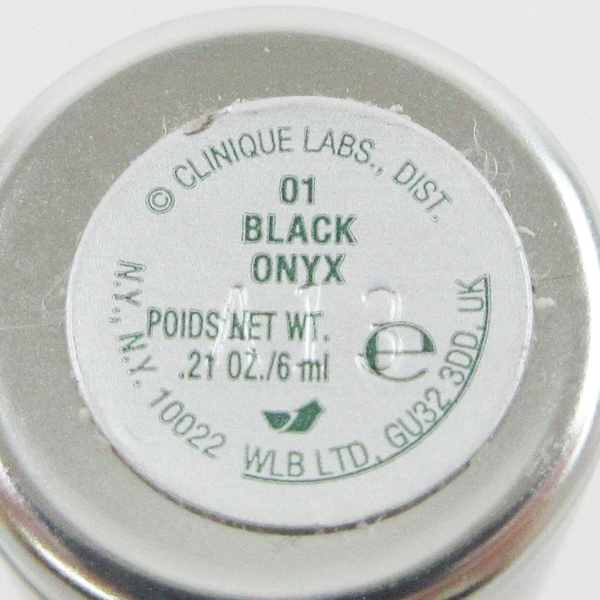 © CLINIQUE LABS., DIST.
01
BLACK
ONYX
POIDS NET WT.
.21 OZ./6 ml
e
A13
N.Y., N.Y. 10022
WLB LTD, GU32 3DD, UK